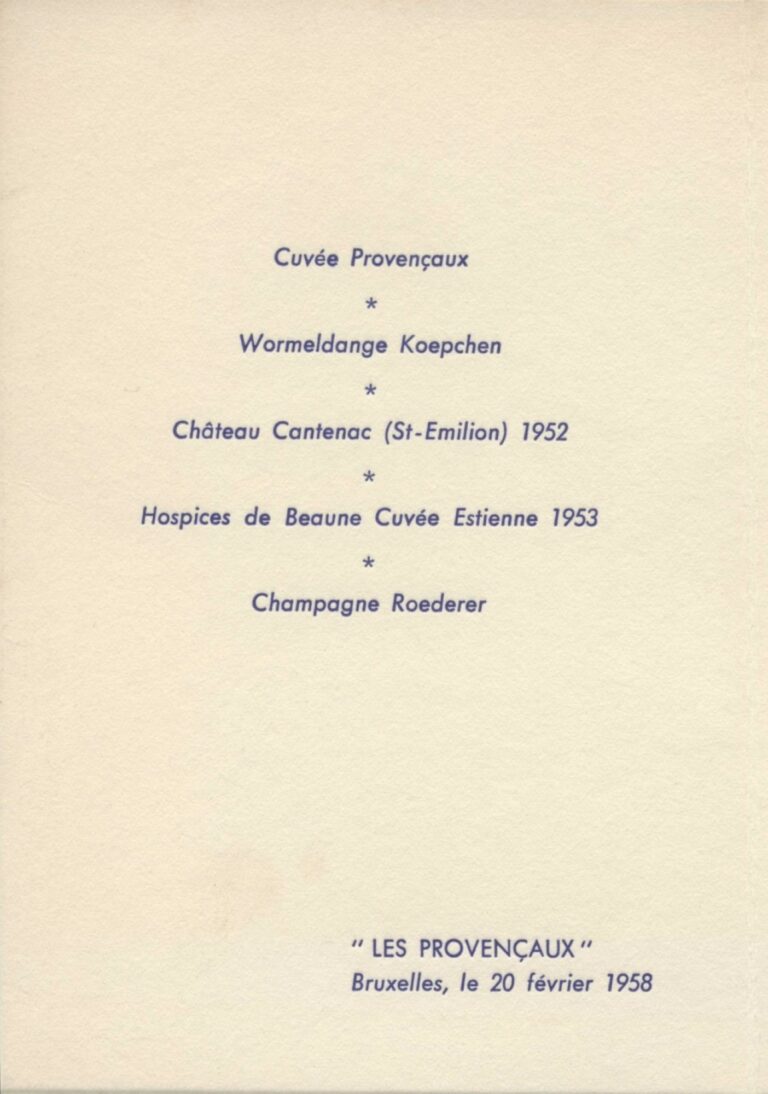 Cuvée Provençaux
*
Wormeldange Koepchen
*
Château Cantenac (St-Emilion) 1952
*
Hospices de Beaune Cuvée Estienne 1953
*
Champagne Roederer
" LES PROVENÇAUX "
Bruxelles, le 20 février 1958